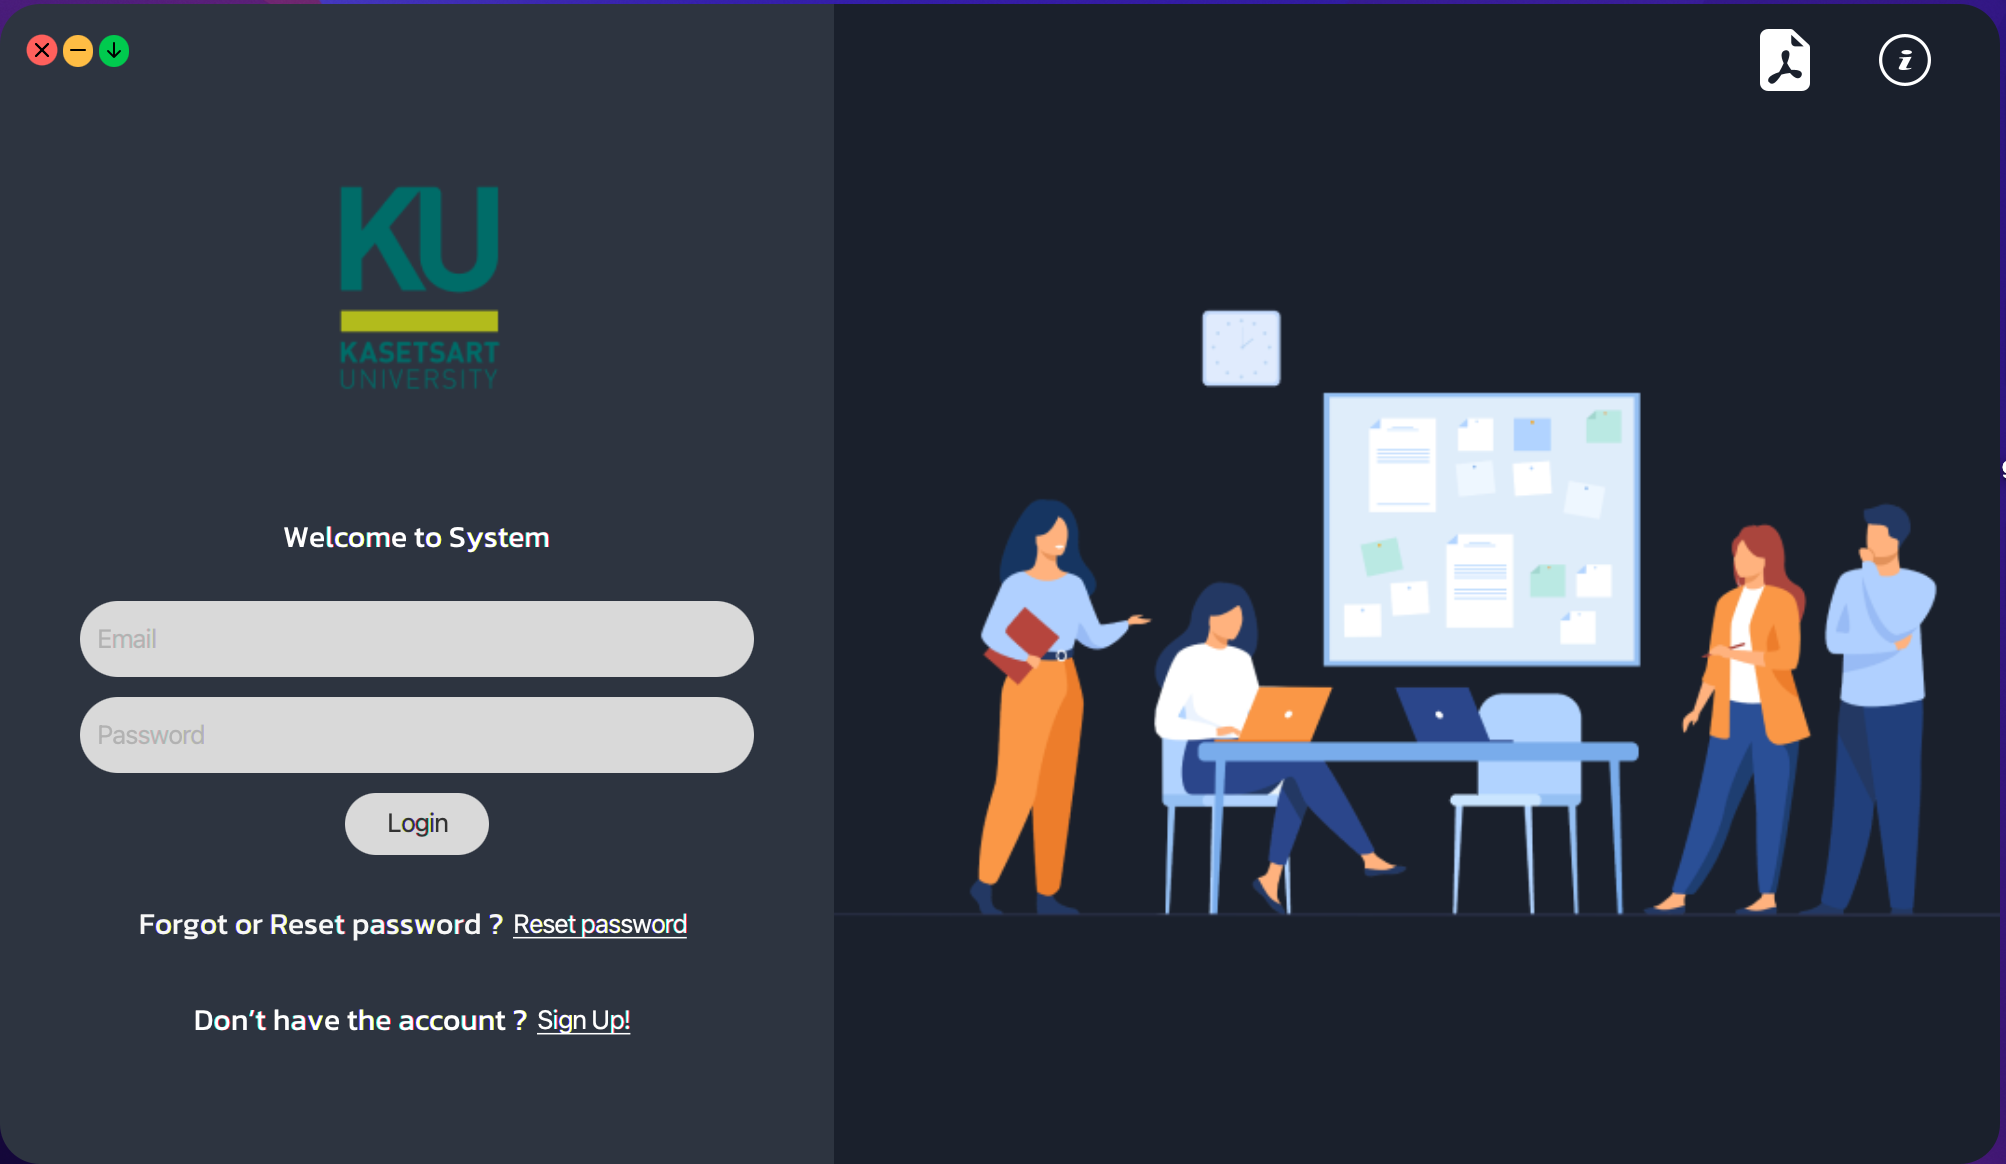 KU
KASETSART
UNIVERSITY
Welcome to System
Email
Password
Login
Forgot or Reset password ? Reset password
Don’t have the account ? Sign Up!